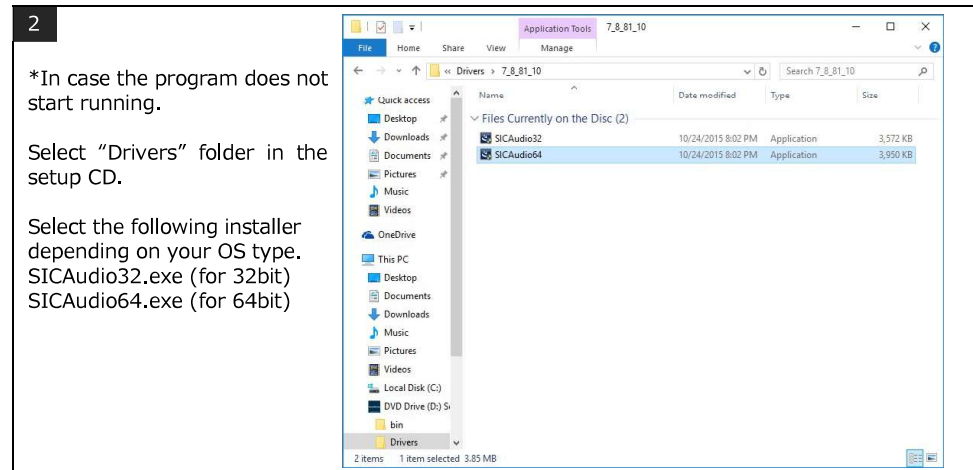 2
*In case the program does not
start running.
Select “Drivers” folder in the
setup CD.
Select the following installer
depending on your OS type.
SICAudio32.exe (for 32bit)
SICAudio64.exe (for 64bit)
Application Tools 7_8_81_10
File Home Share View Manage
« Drivers > 7_8_81_10 Search 7_8_81_10
Name Date modified Type Size
Files Currently on the Disc (2)
SICAudio32 10/24/2015 8:02 PM Application 3,572 KB
SICAudio64 10/24/2015 8:02 PM Application 3,950 KB
Quick access
Desktop
Downloads
Documents
Pictures
Music
Videos
OneDrive
This PC
Desktop
Documents
Downloads
Music
Pictures
Videos
Local Disk (C:)
DVD Drive (D:) S
bin
Drivers
2 items 1 item selected 3.85 MB